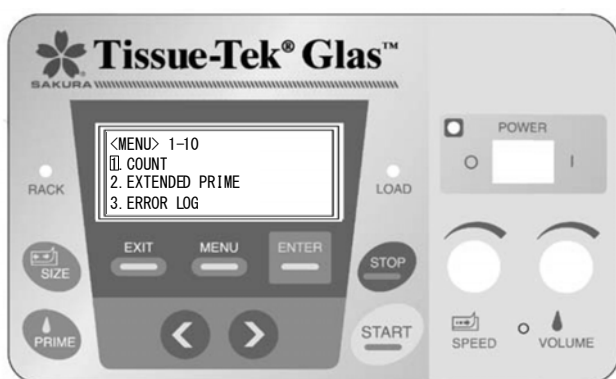 Tissue-Tek® Glas™
SAKURA
<MENU> 1-10
1. COUNT
2. EXTENDED PRIME
3. ERROR LOG
RACK
LOAD
POWER
O
I
SIZE
EXIT
MENU
ENTER
STOP
PRIME
START
SPEED
VOLUME